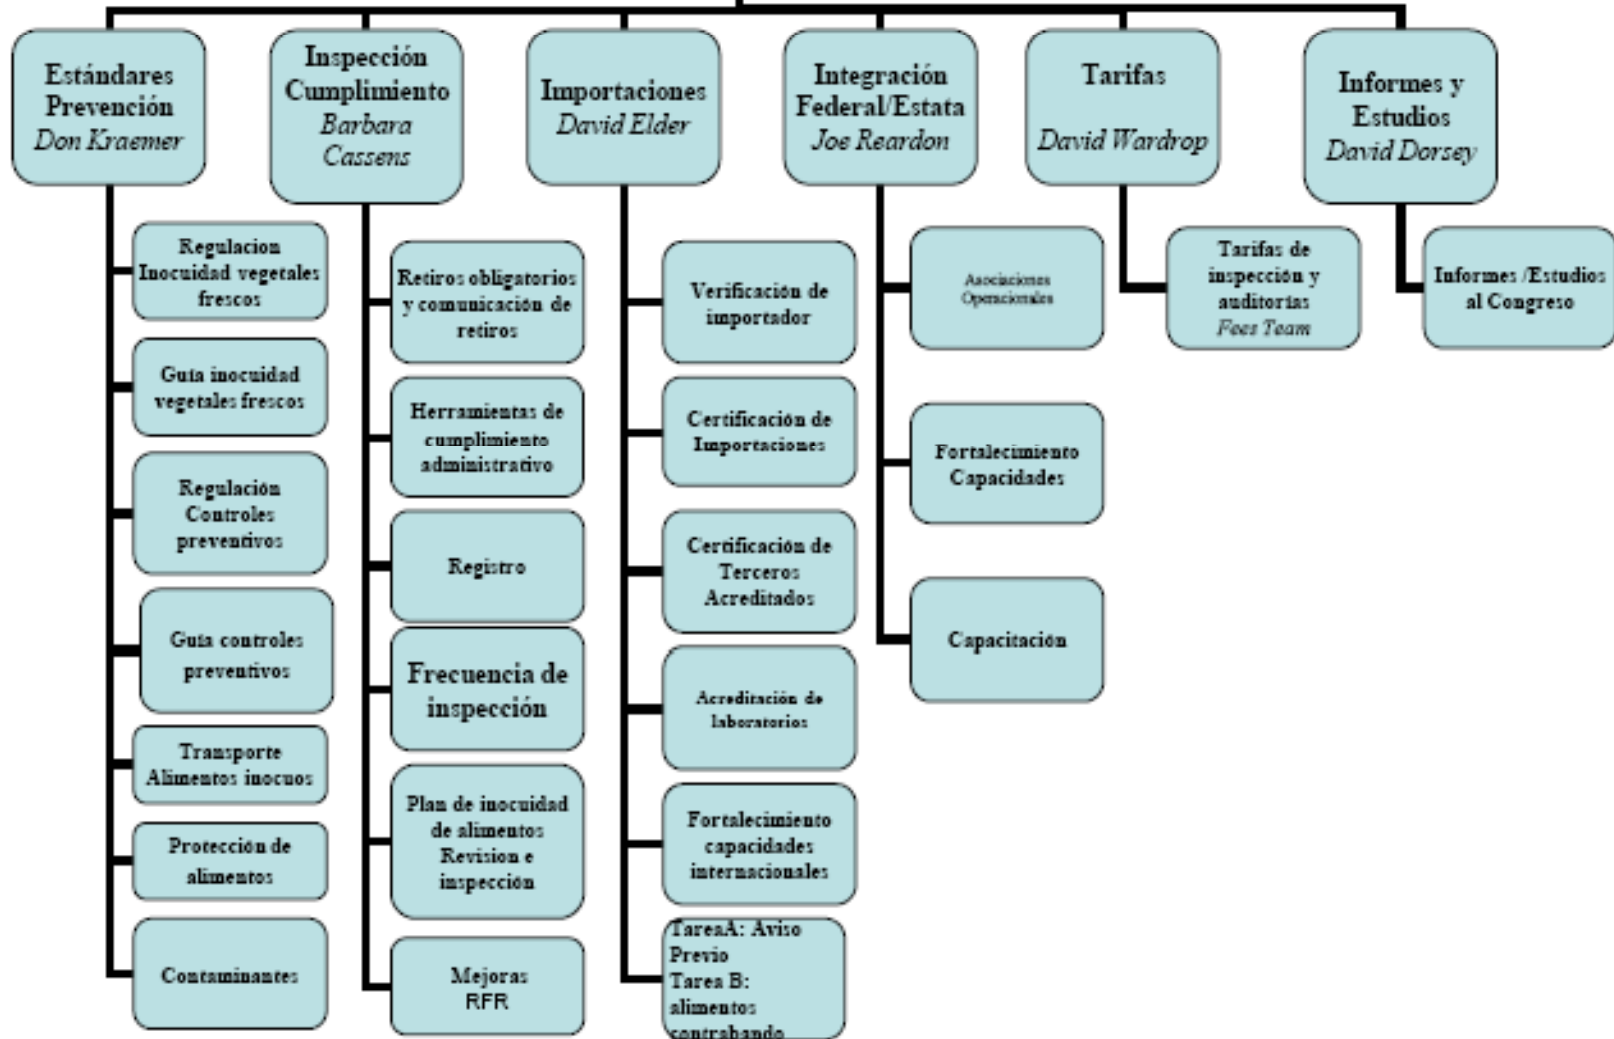 Estándares
Prevención
Don Kraemer
Regulacion
Inocuidad vegetales
frescos
Guía inocuidad
vegetales frescos
Regulación
Controles
preventivos
Guía controles
preventivos
Transporte
Alimentos inocuos
Protección de
alimentos
Contaminantes
Inspección
Cumplimiento
Barbara
Cassens
Retiros obligatorios
y comunicación de
retiros
Herramientas de
cumplimiento
administrativo
Registro
Frecuencia de
inspección
Plan de inocuidad
de alimentos
Revision e
inspección
Mejoras
RFR
Importaciones
David Elder
Verificación de
importador
Certificación de
Importaciones
Certificación de
Terceros
Acreditados
Acreditación de
laboratorios
Fortalecimiento
capacidades
internacionales
TareaA: Aviso
Previo
Tarea B:
alimentos
contrabando
Integración
Federal/Estata
Joe Reardon
Asociaciones
Operacionales
Fortalecimiento
Capacidades
Capacitación
Tarifas
David Wardrop
Tarifas de
inspección y
auditorías
Fees Team
Informes y
Estudios
David Dorsey
Informes /Estudios
al Congreso